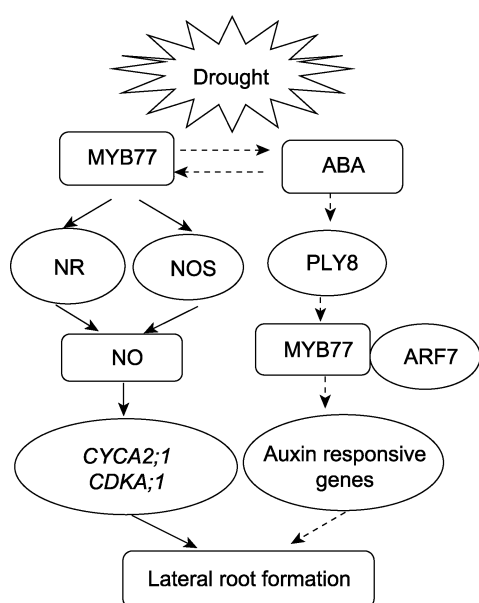 Drought
MYB77
ABA
NR
NOS
PLY8
NO
MYB77
ARF7
CYCA2;1
CDKA;1
Auxin responsive
genes
Lateral root formation